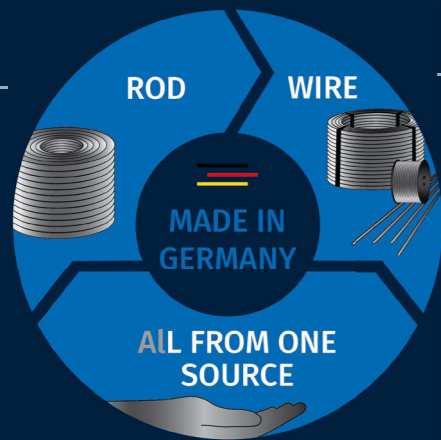 ROD
WIRE
MADE IN
GERMANY
AlL FROM ONE
SOURCE